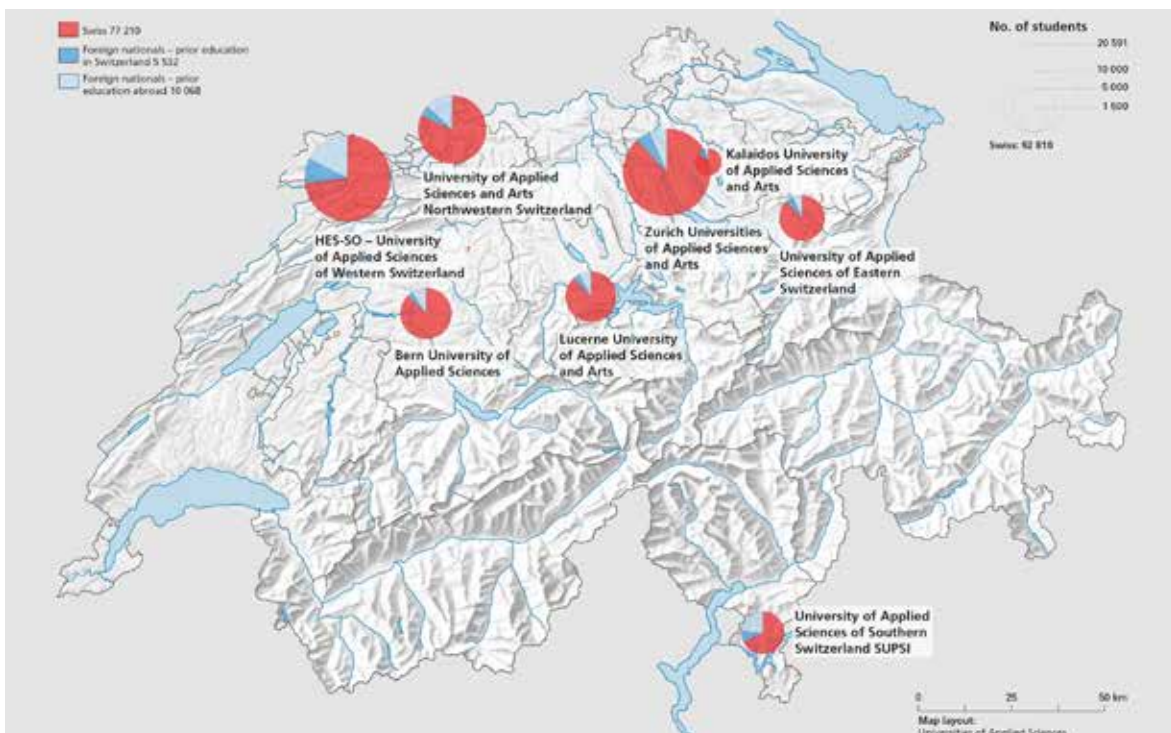 Swiss 77 210
Foreign nationals – prior education
in Switzerland 5 532
Foreign nationals – prior
education abroad 10 068
No. of students
20 591
10 000
5 000
1 500
Swiss: 92 810
University of Applied
Sciences and Arts
Northwestern Switzerland
Kalaidos University
of Applied Sciences
and Arts
HES-SO – University
of Applied Sciences
of Western Switzerland
Zurich Universities
of Applied Sciences
and Arts
University of Applied
Sciences of Eastern
Switzerland
Bern University of
Applied Sciences
Lucerne University
of Applied Sciences
and Arts
University of Applied
Sciences of Southern
Switzerland SUPSI
0 25 50 km
Map layout:
Universities of Applied Sciences